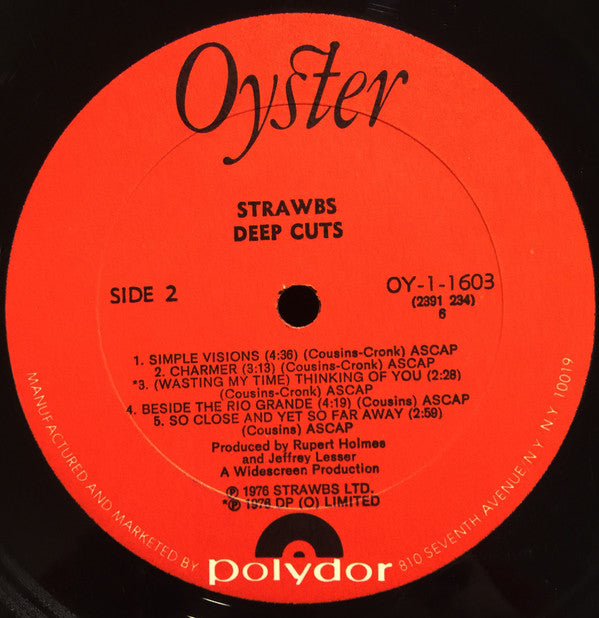 Oyster
STRAWBS
DEEP CUTS
SIDE 2
OY-1-1603
(2391 234)
6
1. SIMPLE VISIONS (4:36) (Cousins-Cronk) ASCAP
2. CHARMER (3:13) (Cousins-Cronk) ASCAP
*3. (WASTING MY TIME) THINKING OF YOU (2:28)
(Cousins-Cronk) ASCAP
4. BESIDE THE RIO GRANDE (4:19) (Cousins) ASCAP
5. SO CLOSE AND YET SO FAR AWAY (2:59)
(Cousins) ASCAP
Produced by Rupert Holmes
and Jeffrey Lesser
A Widescreen Production
℗ 1976 STRAWBS LTD.
*℗ 1976 DP (O) LIMITED
MANUFACTURED AND MARKETED BY
polydor
810 SEVENTH AVENUE N.Y. N.Y. 10019